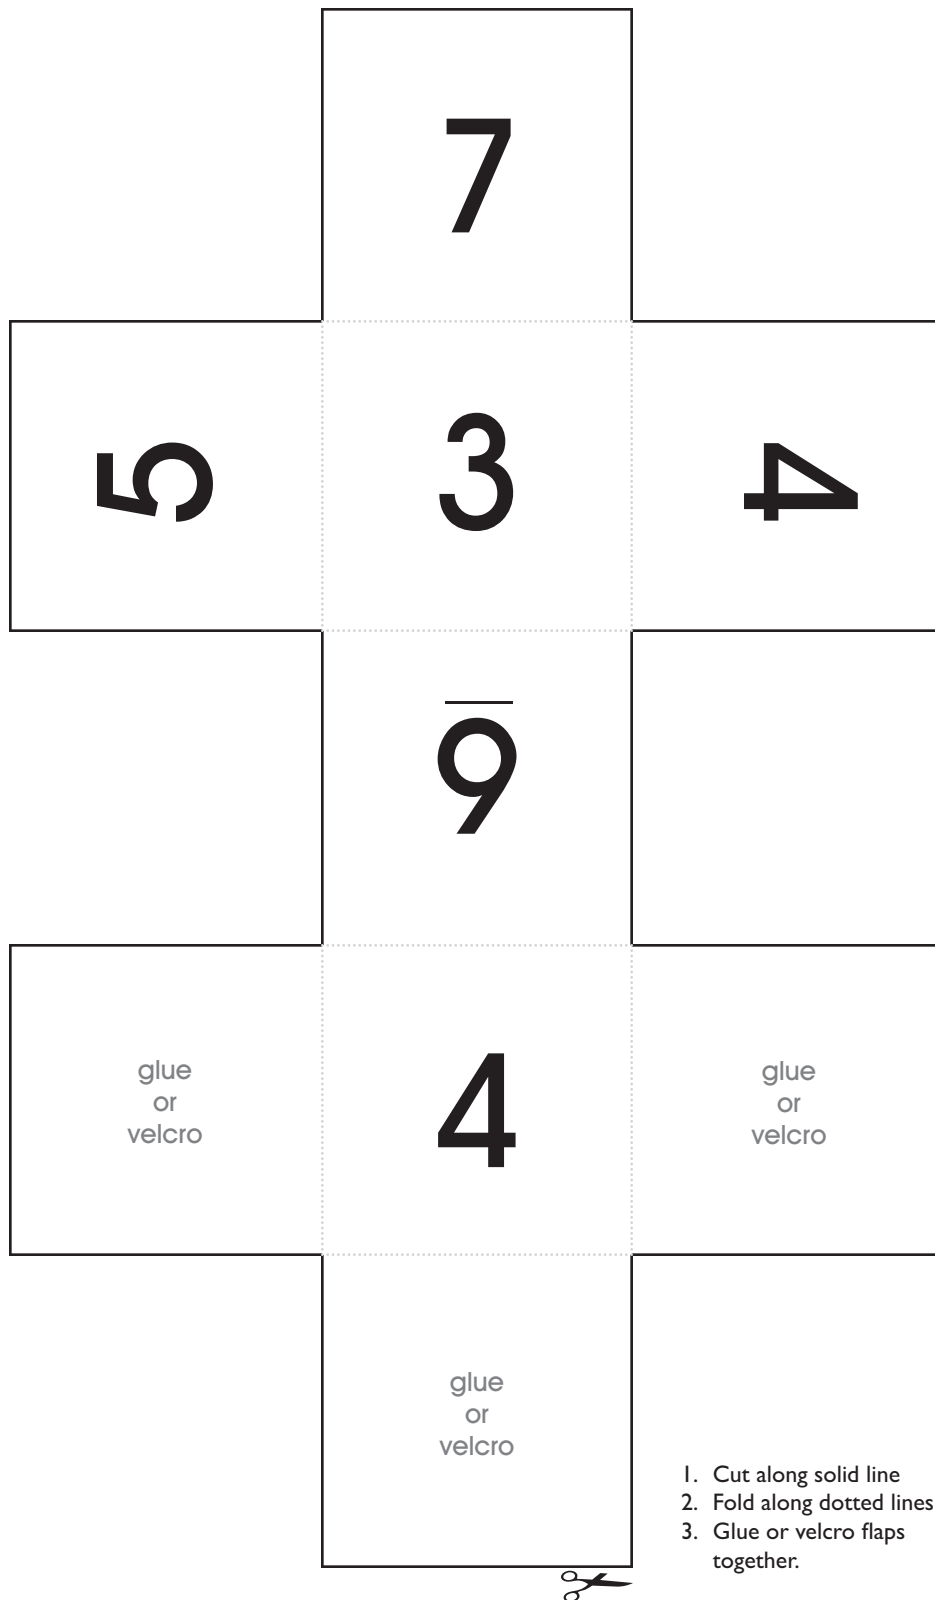 7
5
3
4
6
glue
or
velcro
4
glue
or
velcro
glue
or
velcro
1. Cut along solid line
2. Fold along dotted lines
3. Glue or velcro flaps
together.